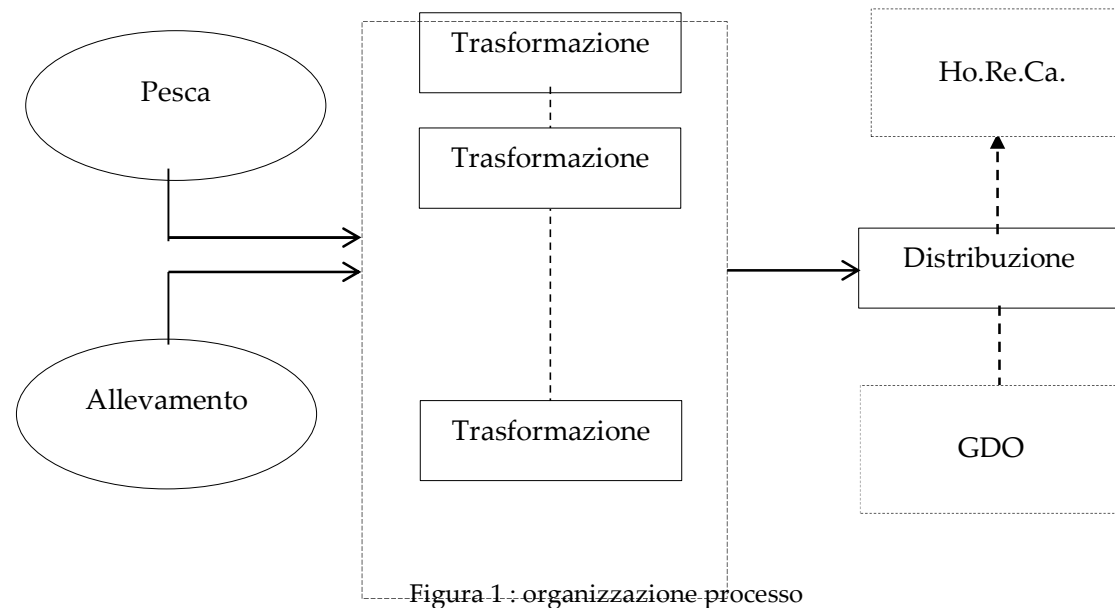 Pesca
Allevamento
Trasformazione
Trasformazione
Trasformazione
Ho.Re.Ca.
Distribuzione
GDO
Figura 1 : organizzazione processo